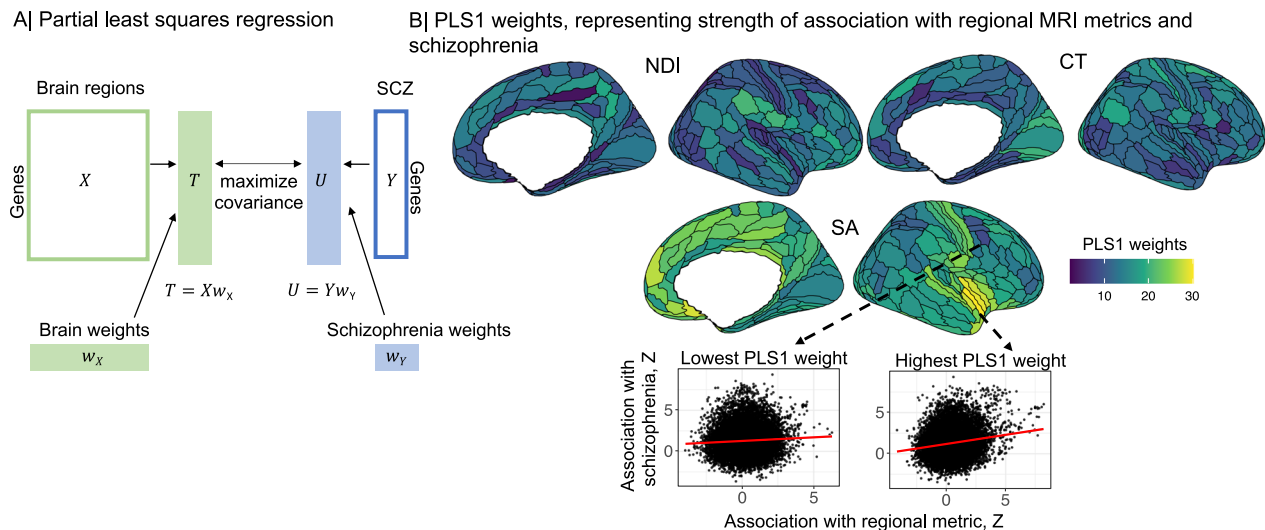 A| Partial least squares regression
Brain regions
SCZ
Genes
X
T
maximize
covariance
U
Y
Genes
T = Xw_X
U = Yw_Y
Brain weights
w_X
Schizophrenia weights
w_Y
B| PLS1 weights, representing strength of association with regional MRI metrics and
schizophrenia
NDI
CT
SA
PLS1 weights
10 20 30
Lowest PLS1 weight
Highest PLS1 weight
Association with
schizophrenia, Z
5
0
0 5
5
0
0 5
Association with regional metric, Z